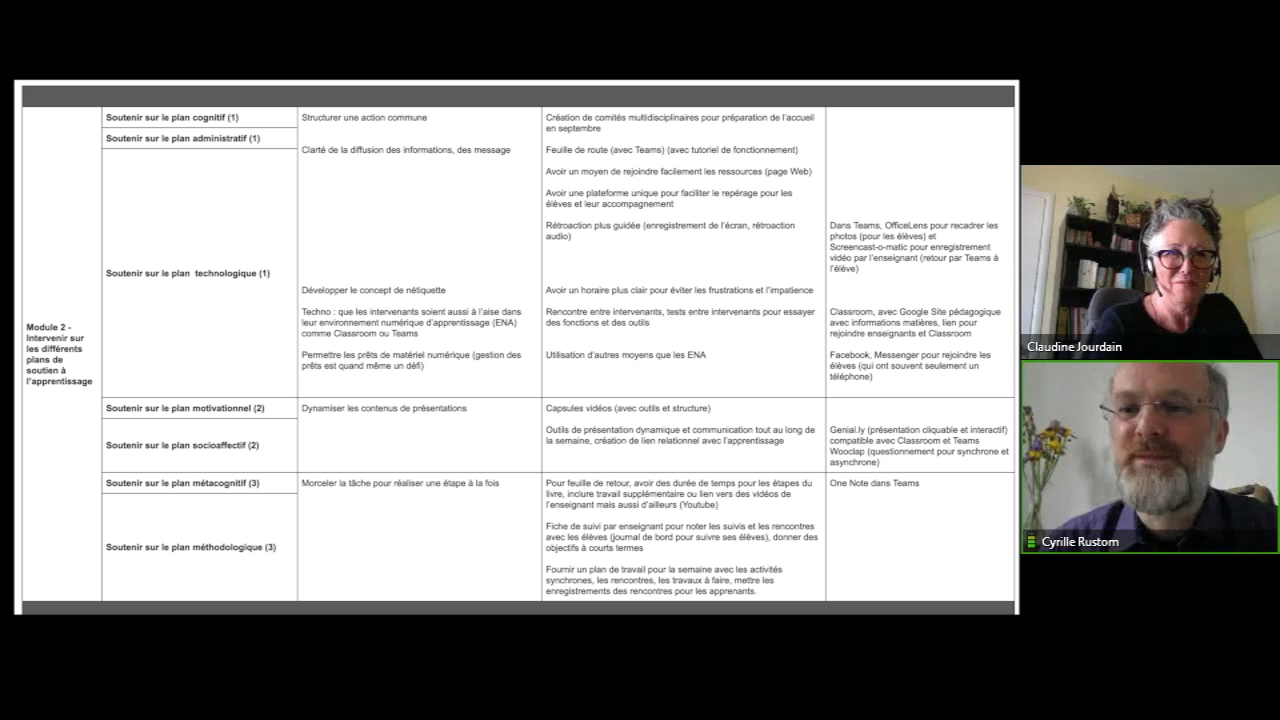 Module 2 -
Intervenir sur
les différents
plans de
soutien à
l'apprentissage
Soutenir sur le plan cognitif (1)
Soutenir sur le plan administratif (1)
Soutenir sur le plan  technologique (1)
Structurer une action commune
Clarté de la diffusion des informations, des message
Développer le concept de nétiquette
Techno : que les intervenants soient aussi à l'aise dans
leur environnement numérique d'apprentissage (ENA)
comme Classroom ou Teams
Permettre les prêts de matériel numérique (gestion des
prêts est quand même un défi)
Création de comités multidisciplinaires pour préparation de l'accueil
en septembre
Feuille de route (avec Teams) (avec tutoriel de fonctionnement)
Avoir un moyen de rejoindre facilement les ressources (page Web)
Avoir une plateforme unique pour faciliter le repérage pour les
élèves et leur accompagnement
Rétroaction plus guidée (enregistrement de l'écran, rétroaction
audio)
Avoir un horaire plus clair pour éviter les frustrations et l'impatience
Rencontre entre intervenants, tests entre intervenants pour essayer
des fonctions et des outils
Utilisation d'autres moyens que les ENA
Dans Teams, OfficeLens pour recadrer les
photos (pour les élèves) et
Screencast-o-matic pour enregistrement
vidéo par l'enseignant (retour par Teams à
l'élève)
Classroom, avec Google Site pédagogique
avec informations matières, lien pour
rejoindre enseignants et Classroom
Facebook, Messenger pour rejoindre les
élèves (qui ont souvent seulement un
téléphone)
Soutenir sur le plan motivationnel (2)
Soutenir sur le plan socioaffectif (2)
Dynamiser les contenus de présentations
Capsules vidéos (avec outils et structure)
Outils de présentation dynamique et communication tout au long de
la semaine, création de lien relationnel avec l'apprentissage
Genial.ly (présentation cliquable et interactif)
compatible avec Classroom et Teams
Wooclap (questionnement pour synchrone et
asynchrone)
Soutenir sur le plan métacognitif (3)
Soutenir sur le plan méthodologique (3)
Morceler la tâche pour réaliser une étape à la fois
Pour feuille de retour, avoir des durée de temps pour les étapes du
livre, inclure travail supplémentaire ou lien vers des vidéos de
l'enseignant mais aussi d'ailleurs (Youtube)
Fiche de suivi par enseignant pour noter les suivis et les rencontres
avec les élèves (journal de bord pour suivre ses élèves), donner des
objectifs à courts termes
Fournir un plan de travail pour la semaine avec les activités
synchrones, les rencontres, les travaux à faire, mettre les
enregistrements des rencontres pour les apprenants.
One Note dans Teams
Claudine Jourdain
Cyrille Rustom